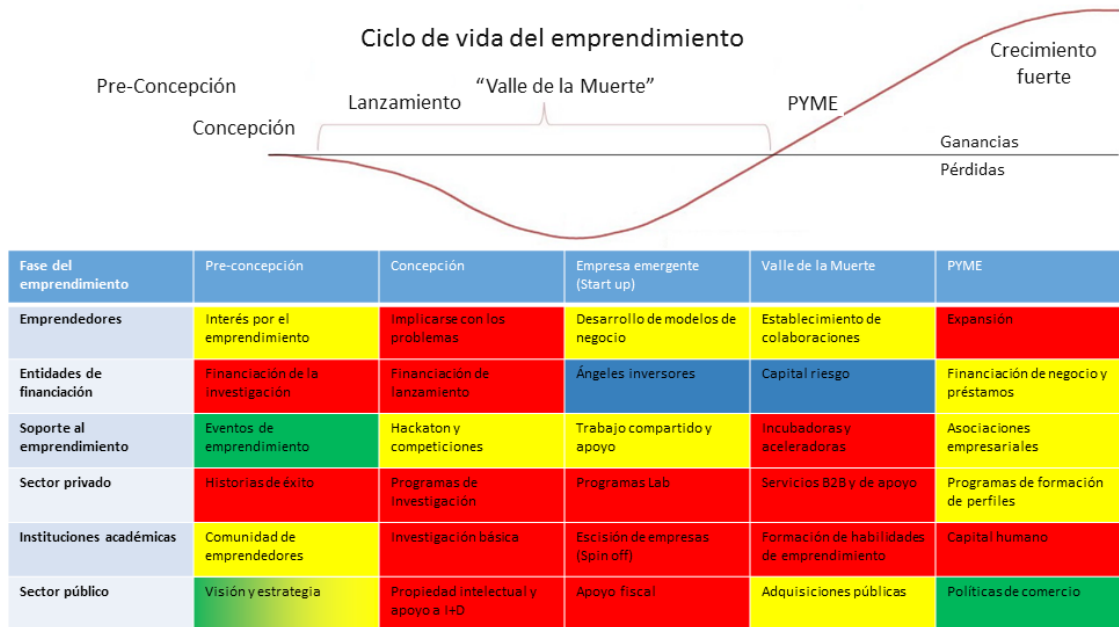 Ciclo de vida del emprendimiento
Crecimiento
fuerte
Pre-Concepción
"Valle de la Muerte"
Lanzamiento
PYME
Concepción
Ganancias
Pérdidas
Fase del
emprendimiento
Pre-concepción
Concepción
Empresa emergente
(Start up)
Valle de la Muerte
PYME
Emprendedores
Interés por el
emprendimiento
Implicarse con los
problemas
Desarrollo de modelos de
negocio
Establecimiento de
colaboraciones
Expansión
Entidades de
financiación
Financiación de la
Investigación
Financiación de
lanzamiento
Ángeles inversores
Capital riesgo
Financiación de negocio y
préstamos
Soporte al
emprendimiento
Eventos de
emprendimiento
Hackaton y
competiciones
Trabajo compartido y
apoyo
Incubadoras y
aceleradoras
Asociaciones
empresariales
Sector privado
Historias de éxito
Programas de
Investigación
Programas Lab
Servicios B2B y de apoyo
Programas de formación
de perfiles
Instituciones académicas
Comunidad de
emprendedores
Investigación básica
Escisión de empresas
(Spin off)
Formación de habilidades
de emprendimiento
Capital humano
Sector público
Visión y estrategia
Propiedad intelectual y
apoyo a I+D
Apoyo fiscal
Adquisiciones públicas
Políticas de comercio